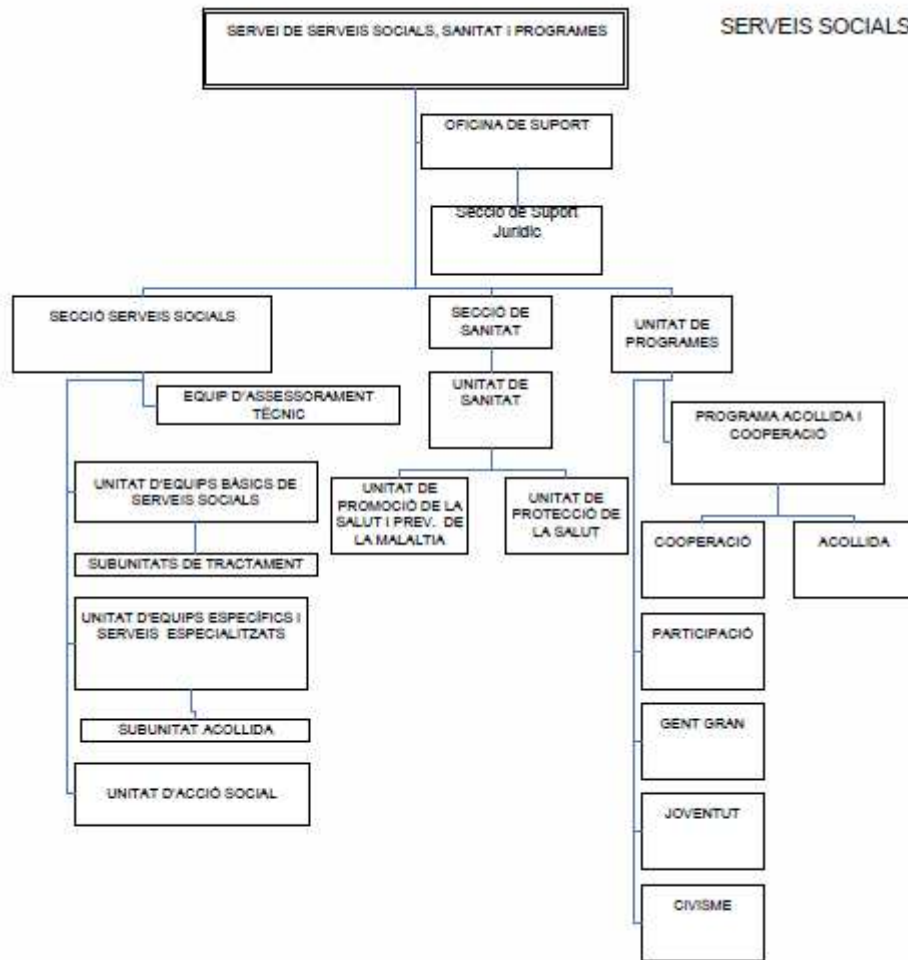 SERVEIS SOCIALS
SERVEI DE SERVEIS SOCIALS, SANITAT I PROGRAMES
OFICINA DE SUPORT
Secció de Suport
Jurídic
SECCIÓ SERVEIS SOCIALS
SECCIÓ DE
SANITAT
UNITAT DE
PROGRAMES
EQUIP D'ASSESSORAMENT
TÈCNIC
UNITAT DE
SANITAT
PROGRAMA ACOLLIDA I
COOPERACIÓ
UNITAT D'EQUIPS BÀSICS DE
SERVEIS SOCIALS
UNITAT DE
PROMOCIÓ DE LA
SALUT I PREV. DE
LA MALALTIA
UNITAT DE
PROTECCIÓ DE
LA SALUT
COOPERACIÓ
ACOLLIDA
SUBUNITATS DE TRACTAMENT
UNITAT D'EQUIPS ESPECÍFICS I
SERVEIS ESPECIALITZATS
PARTICIPACIÓ
SUBUNITAT ACOLLIDA
GENT GRAN
UNITAT D'ACCIÓ SOCIAL
JOVENTUT
CIVISME